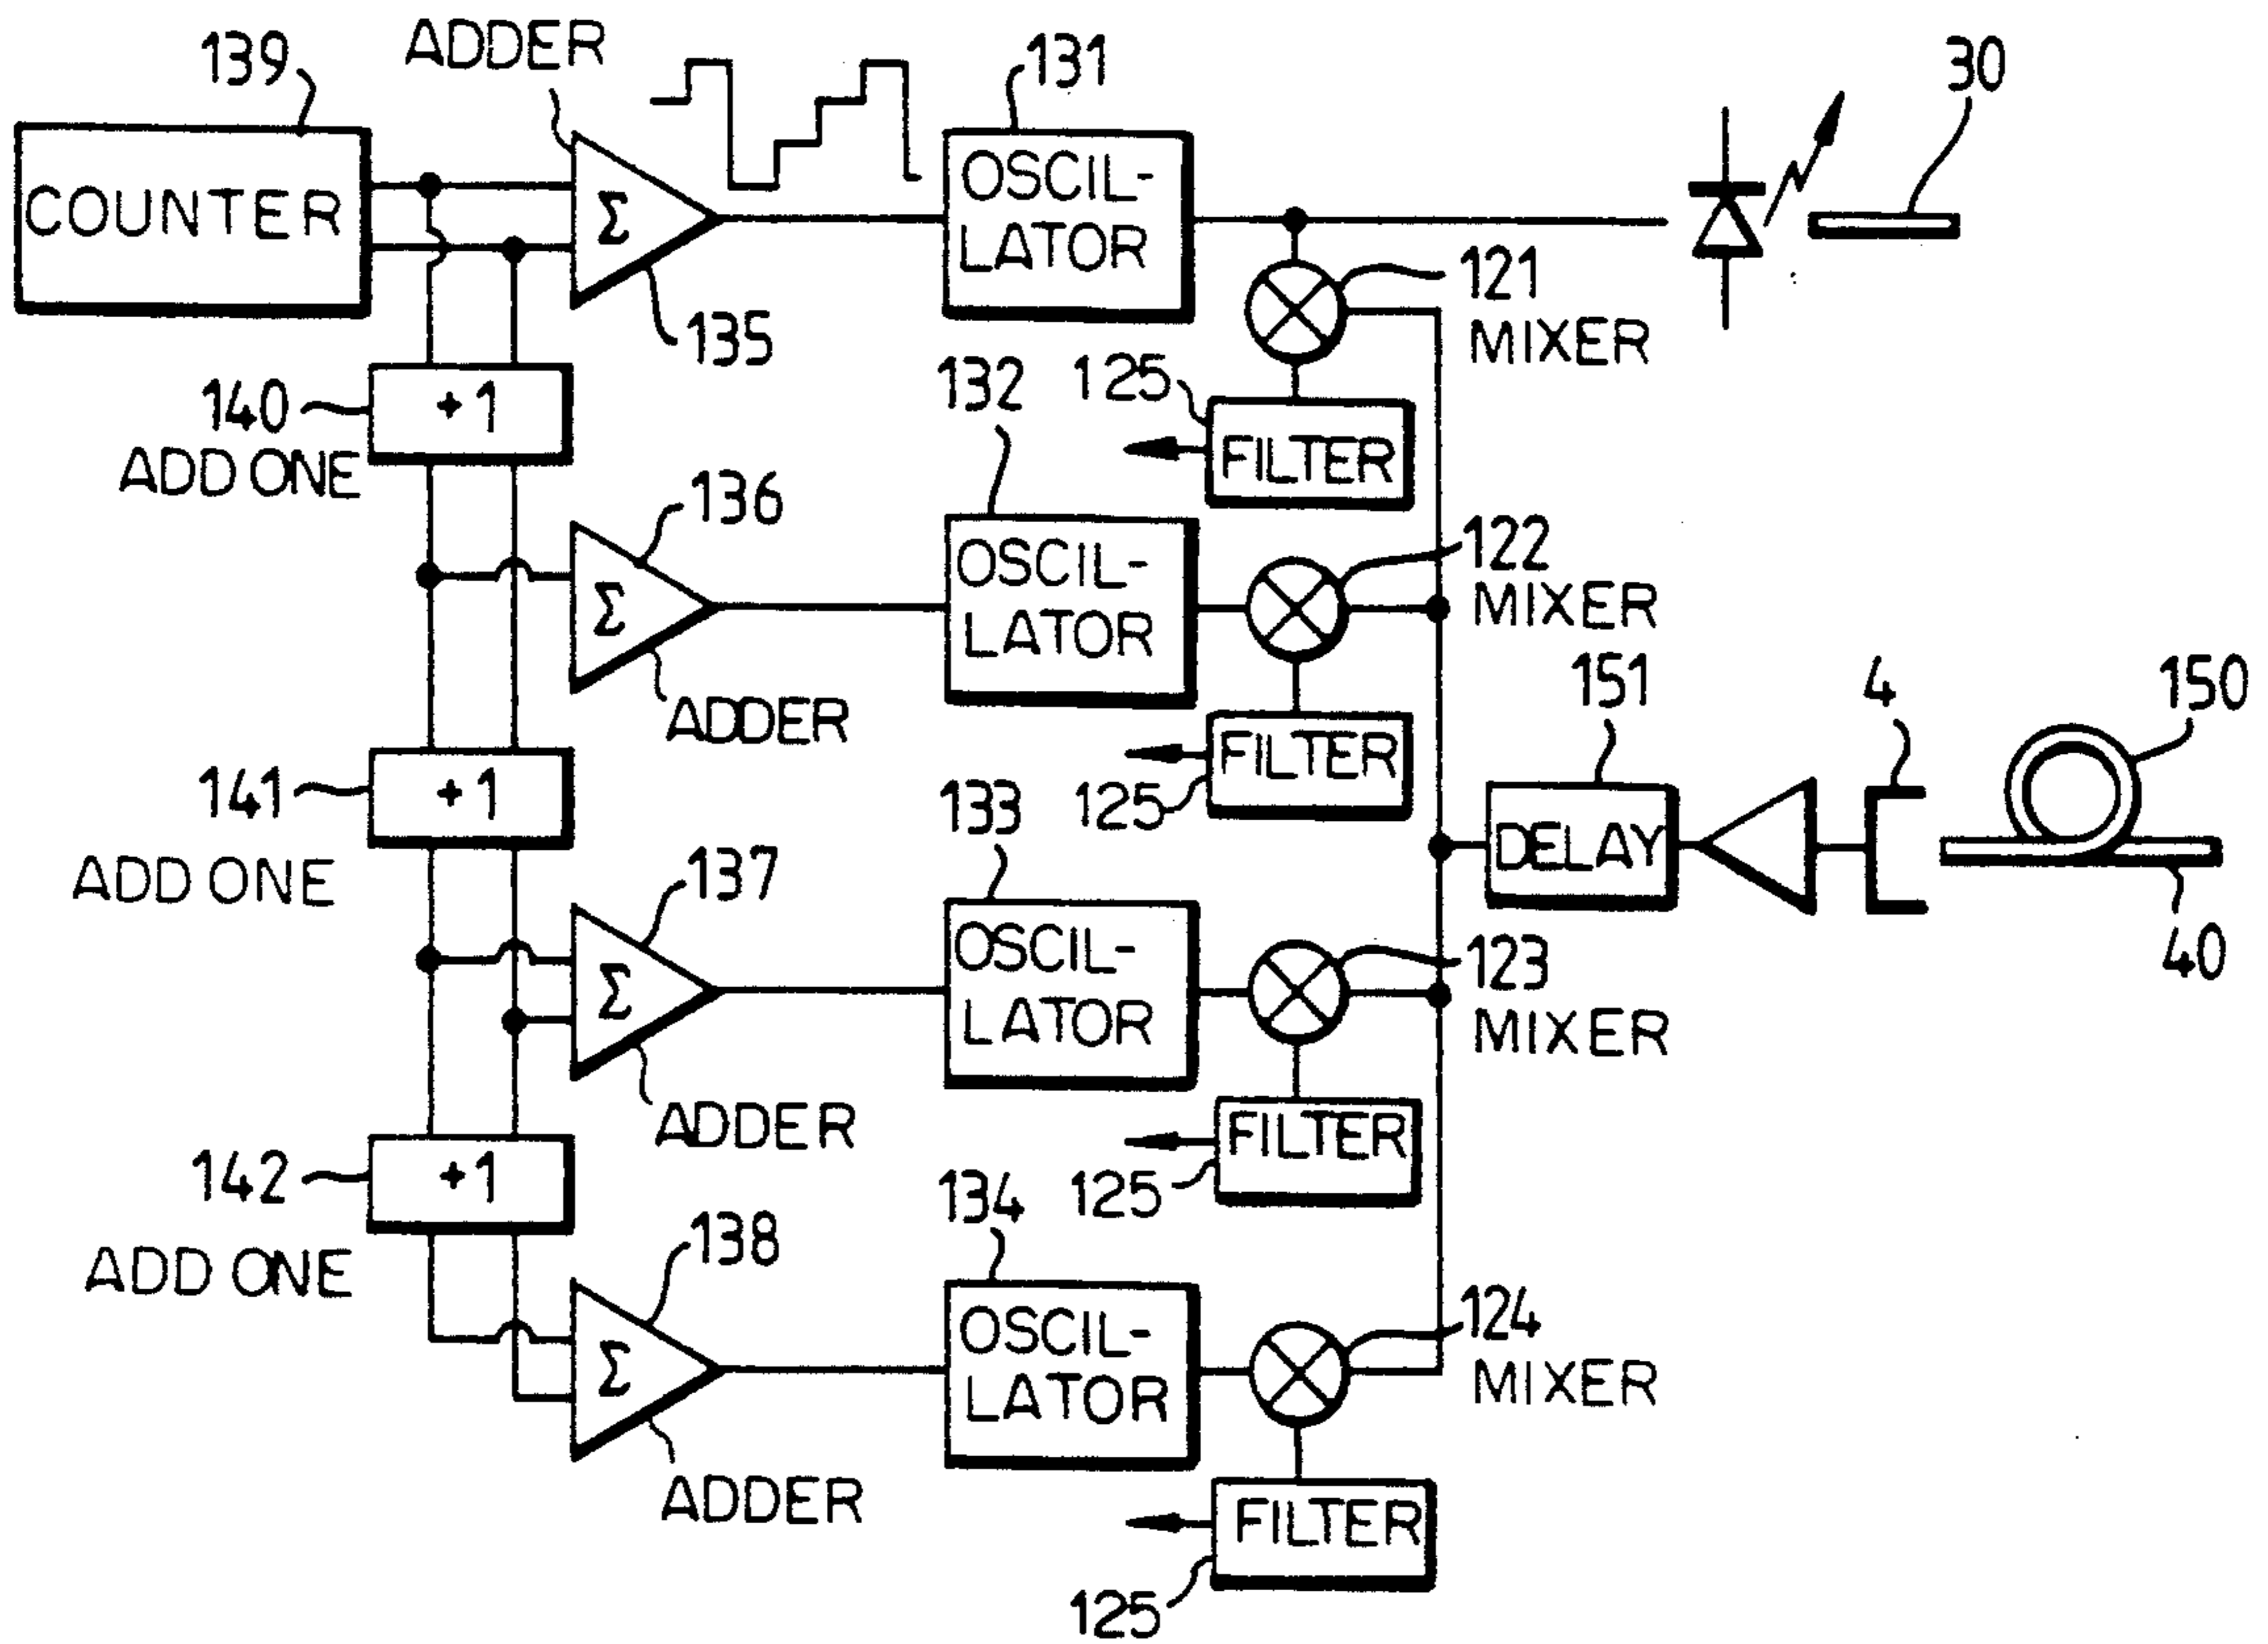 139
ADDER
131
30
COUNTER
Σ
OSCIL-
LATOR
121
MIXER
135
140
+1
ADD ONE
132
125
FILTER
136
Σ
ADDER
OSCIL-
LATOR
122
MIXER
151
4
150
141
+1
ADD ONE
133
125
FILTER
DELAY
40
137
Σ
ADDER
OSCIL-
LATOR
123
MIXER
142
+1
ADD ONE
134
125
FILTER
138
Σ
ADDER
OSCIL-
LATOR
124
MIXER
FILTER
125